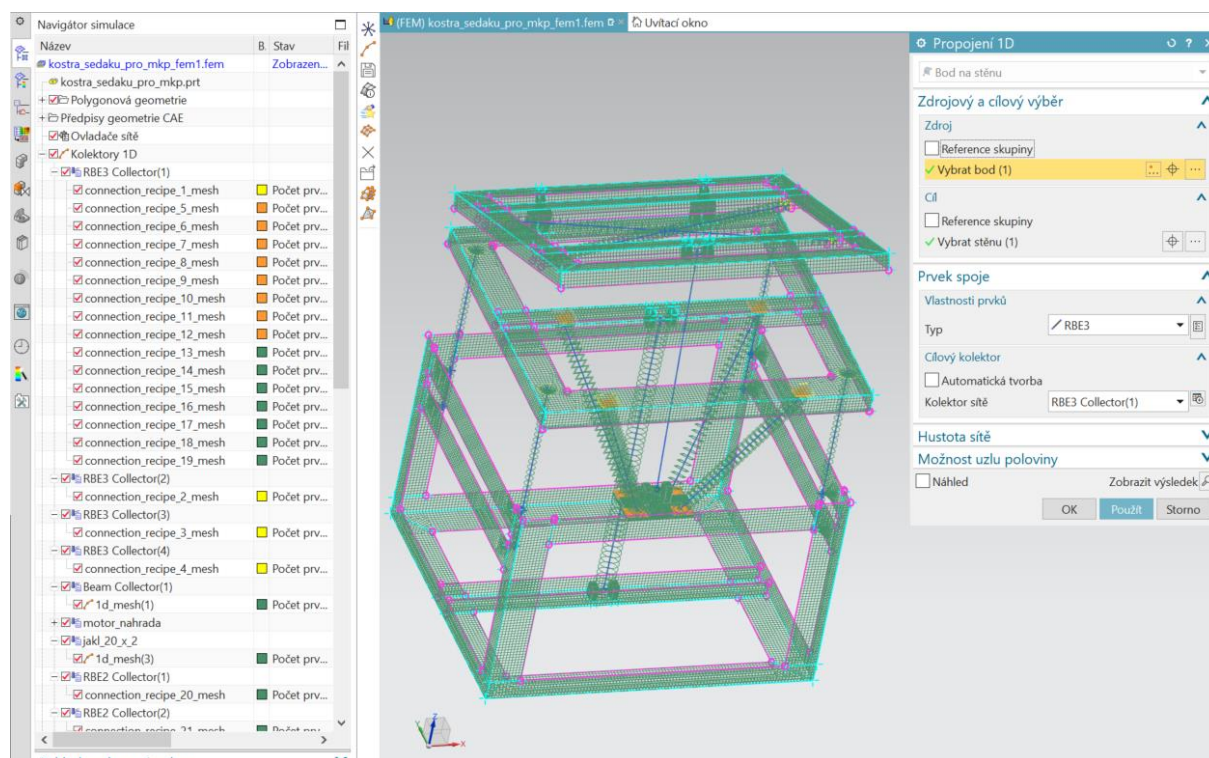 Navigátor simulace
Název B. Stav Fil
kostra_sedaku_pro_mkp_fem1.fem Zobrazen...
kostra_sedaku_pro_mkp.prt
Polygonová geometrie
Předpisy geometrie CAE
Ovladače sítě
Kolektory 1D
RBE3 Collector(1)
connection_recipe_1_mesh Počet prv...
connection_recipe_5_mesh Počet prv...
connection_recipe_6_mesh Počet prv...
connection_recipe_7_mesh Počet prv...
connection_recipe_8_mesh Počet prv...
connection_recipe_9_mesh Počet prv...
connection_recipe_10_mesh Počet prv...
connection_recipe_11_mesh Počet prv...
connection_recipe_12_mesh Počet prv...
connection_recipe_13_mesh Počet prv...
connection_recipe_14_mesh Počet prv...
connection_recipe_15_mesh Počet prv...
connection_recipe_16_mesh Počet prv...
connection_recipe_17_mesh Počet prv...
connection_recipe_18_mesh Počet prv...
connection_recipe_19_mesh Počet prv...
RBE3 Collector(2)
connection_recipe_2_mesh Počet prv...
RBE3 Collector(3)
connection_recipe_3_mesh Počet prv...
RBE3 Collector(4)
connection_recipe_4_mesh Počet prv...
Beam Collector(1)
1d_mesh(1) Počet prv...
motor_nahrada
jakl_20_x_2
1d_mesh(3) Počet prv...
RBE2 Collector(1)
connection_recipe_20_mesh Počet prv...
RBE2 Collector(2)
connection_recipe_21_mesh Počet prv...
(FEM) kostra_sedaku_pro_mkp_fem1.fem
Uvítací okno
X
Y
Z
Propojení 1D
Bod na stěnu
Zdrojový a cílový výběr
Zdroj
Reference skupiny
Vybrat bod (1)
Cíl
Reference skupiny
Vybrat stěnu (1)
Prvek spoje
Vlastnosti prvků
Typ RBE3
Cílový kolektor
Automatická tvorba
Kolektor sítě RBE3 Collector(1)
Hustota sítě
Možnost uzlu poloviny
Náhled Zobrazit výsledek
OK Použít Storno